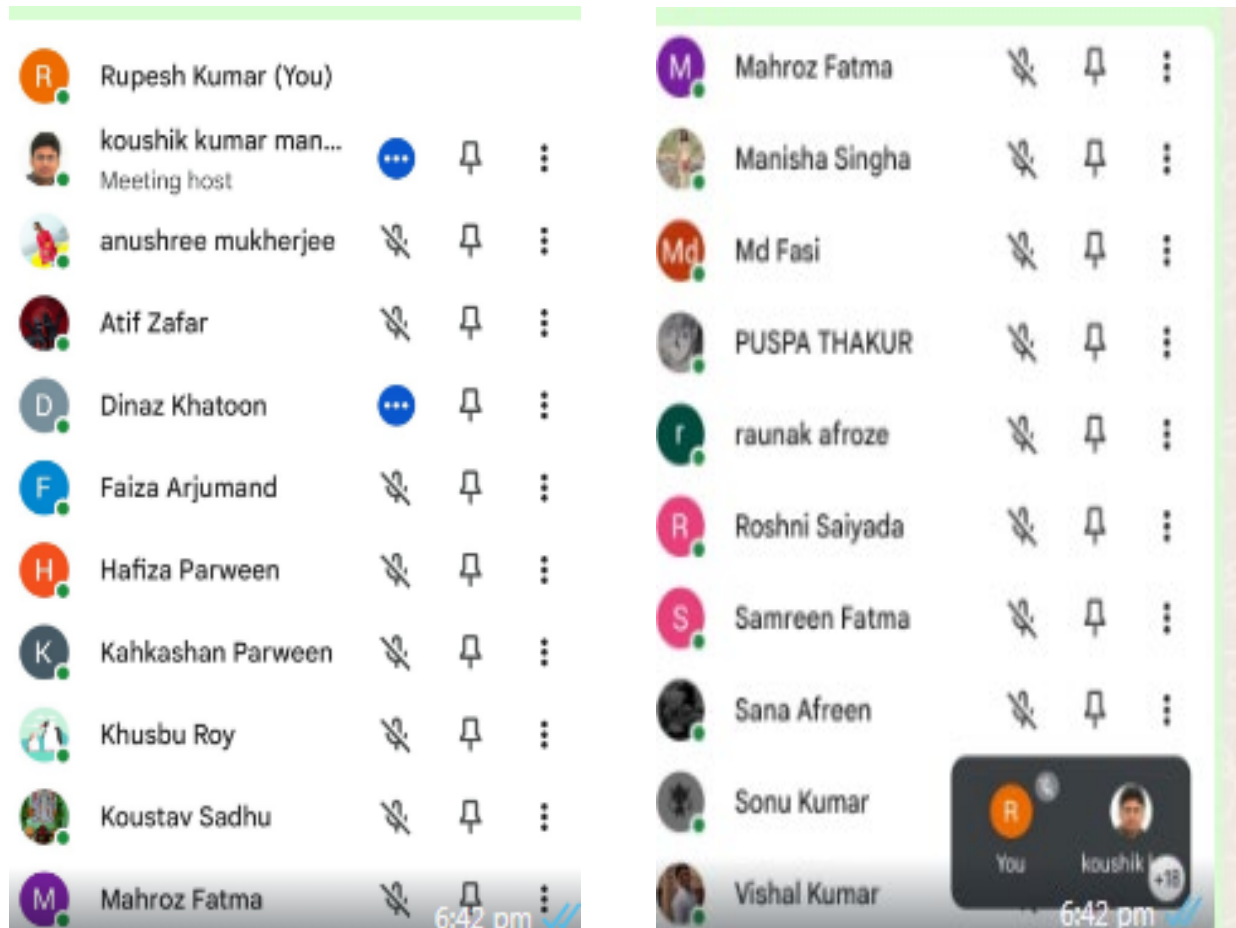 R
Rupesh Kumar (You)
koushik kumar man...
Meeting host
anushree mukherjee
Atif Zafar
D
Dinaz Khatoon
F
Faiza Arjumand
H
Hafiza Parween
K
Kahkashan Parween
Khusbu Roy
Koustav Sadhu
M
Mahroz Fatma
6:42 pm
M
Mahroz Fatma
Manisha Singha
Md
Md Fasi
PUSPA THAKUR
r
raunak afroze
R
Roshni Saiyada
S
Samreen Fatma
Sana Afreen
Sonu Kumar
R
You
koushik
+18
Vishal Kumar
6:42 pm